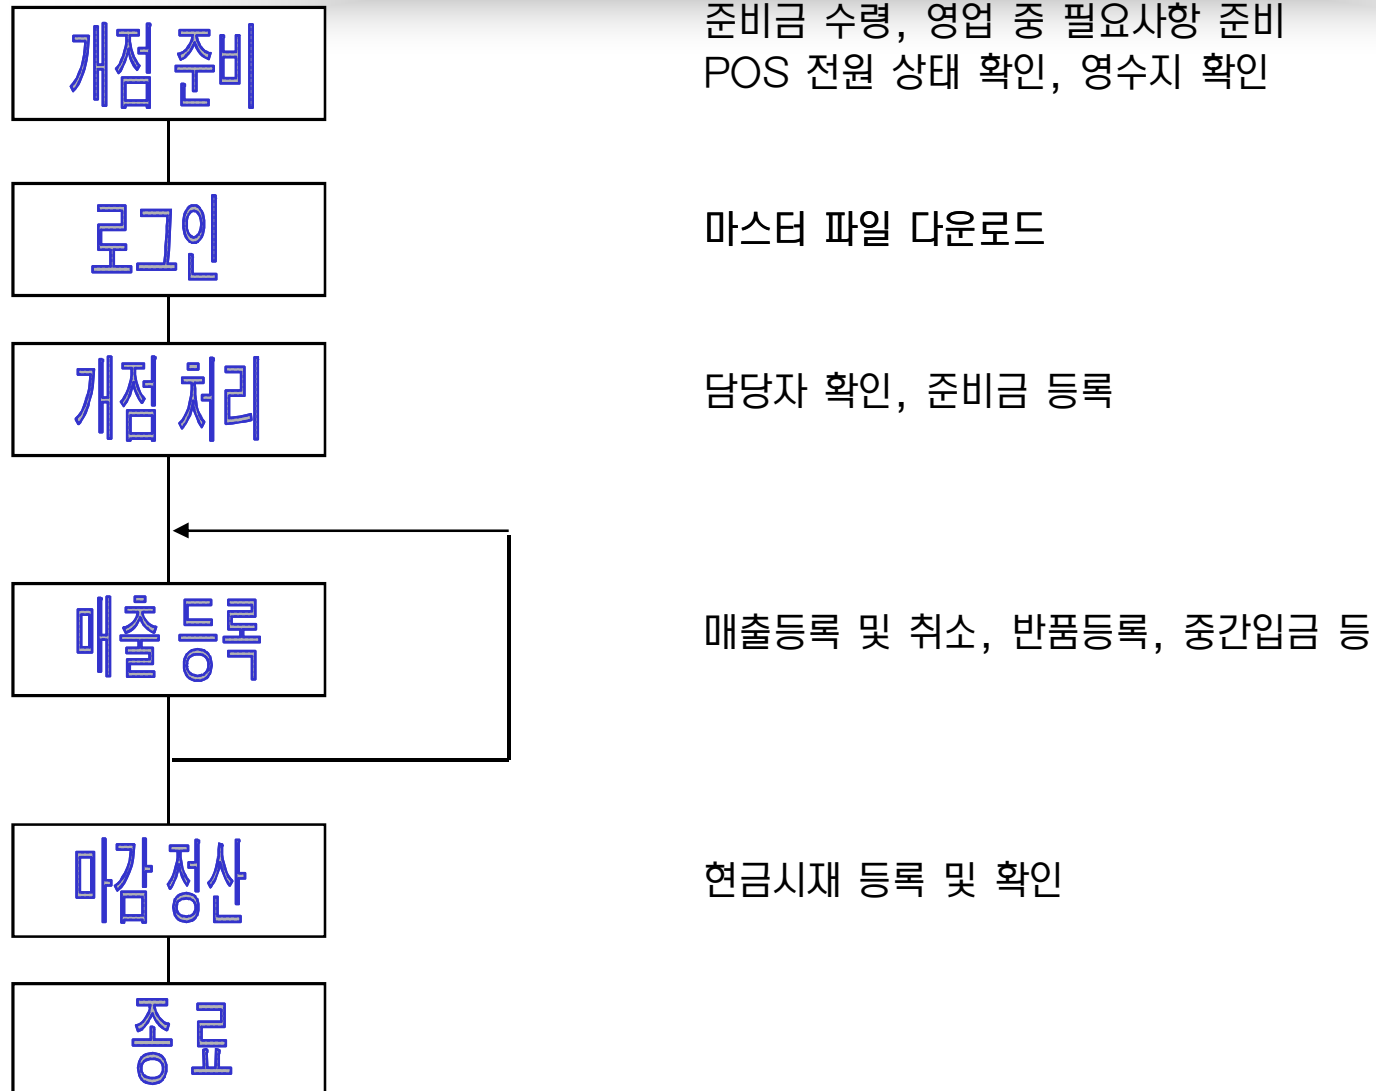 개점 준비
준비금 수령, 영업 중 필요사항 준비
POS 전원 상태 확인, 영수지 확인
로그인
마스터 파일 다운로드
개점 처리
담당자 확인, 준비금 등록
매출 등록
매출등록 및 취소, 반품등록, 중간입금 등
마감 정산
현금시재 등록 및 확인
종 료